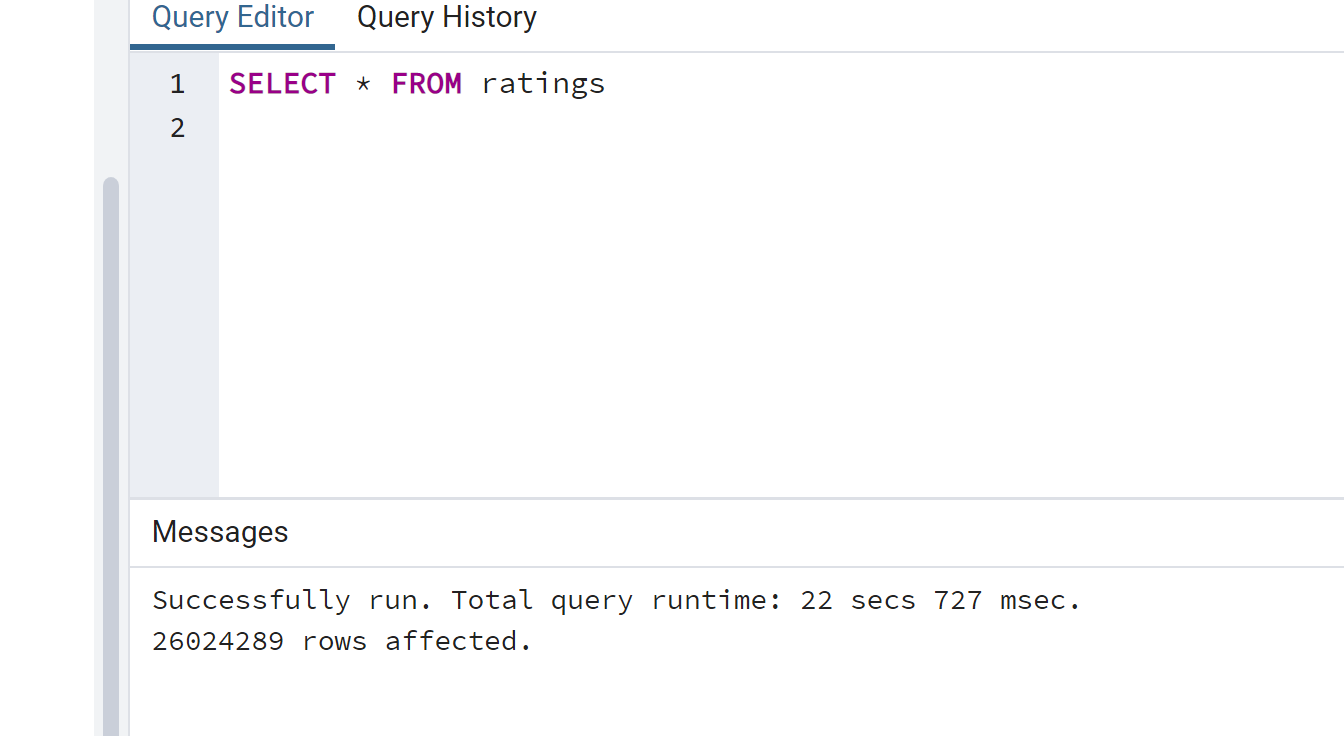 Query Editor Query History
1 SELECT * FROM ratings
2
Messages
Successfully run. Total query runtime: 22 secs 727 msec.
26024289 rows affected.